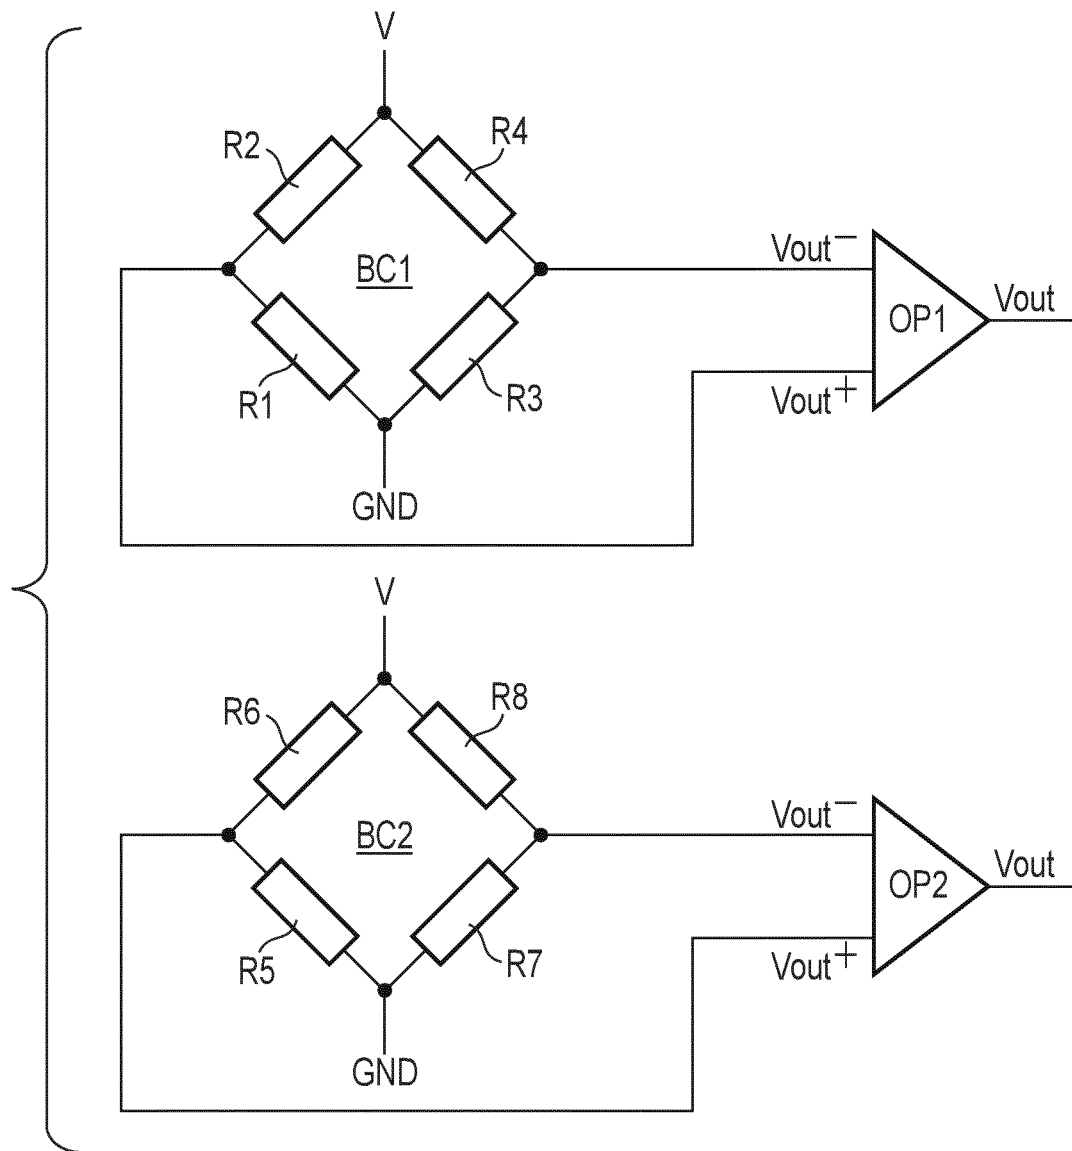 V
R2
R4
BC1
Vout−
OP1
Vout
R1
R3
Vout+
GND
V
R6
R8
BC2
Vout−
OP2
Vout
R5
R7
Vout+
GND